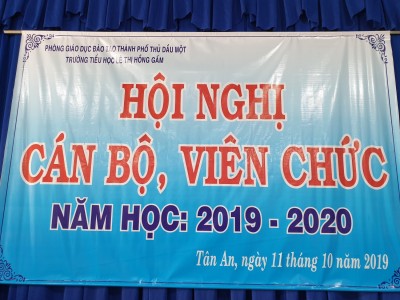 PHÒNG GIÁO DỤC ĐÀO TẠO THÀNH PHỐ THỦ DẦU MỘT
TRƯỜNG TIỂU HỌC LÊ THỊ HỒNG GẤM
HỘI NGHỊ
CÁN BỘ, VIÊN CHỨC
NĂM HỌC: 2019 - 2020
Tân An, ngày 11 tháng 10 năm 2019